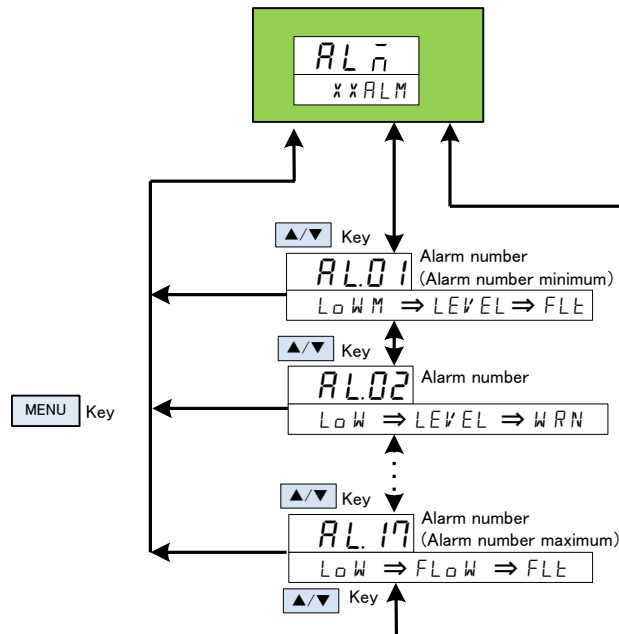 AL n̄
XXALM
▲/▼ Key
Alarm number
AL.01 (Alarm number minimum)
LoWM ⇒ LEVEL ⇒ FLt
▲/▼ Key
AL.02 Alarm number
LoW ⇒ LEVEL ⇒ WRN
MENU Key
▲/▼ Key
Alarm number
AL.17 (Alarm number maximum)
LoW ⇒ FLoW ⇒ FLt
▲/▼ Key